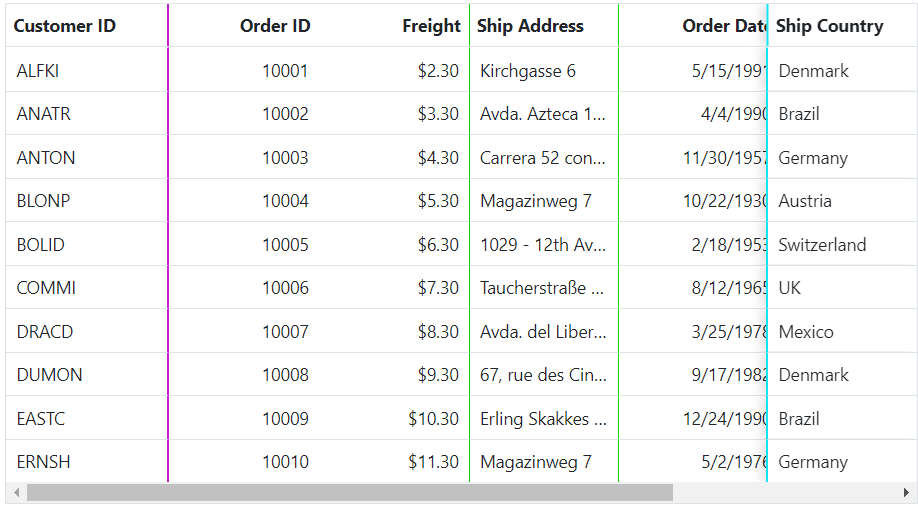 Customer ID Order ID Freight Ship Address Order Date Ship Country
ALFKI 10001 $2.30 Kirchgasse 6 5/15/1991 Denmark
ANATR 10002 $3.30 Avda. Azteca 1... 4/4/1990 Brazil
ANTON 10003 $4.30 Carrera 52 con... 11/30/1957 Germany
BLONP 10004 $5.30 Magazinweg 7 10/22/1930 Austria
BOLID 10005 $6.30 1029 - 12th Av... 2/18/1953 Switzerland
COMMI 10006 $7.30 Taucherstraße ... 8/12/1965 UK
DRACD 10007 $8.30 Avda. del Liber... 3/25/1978 Mexico
DUMON 10008 $9.30 67, rue des Cin... 9/17/1982 Denmark
EASTC 10009 $10.30 Erling Skakkes ... 12/24/1990 Brazil
ERNSH 10010 $11.30 Magazinweg 7 5/2/1976 Germany